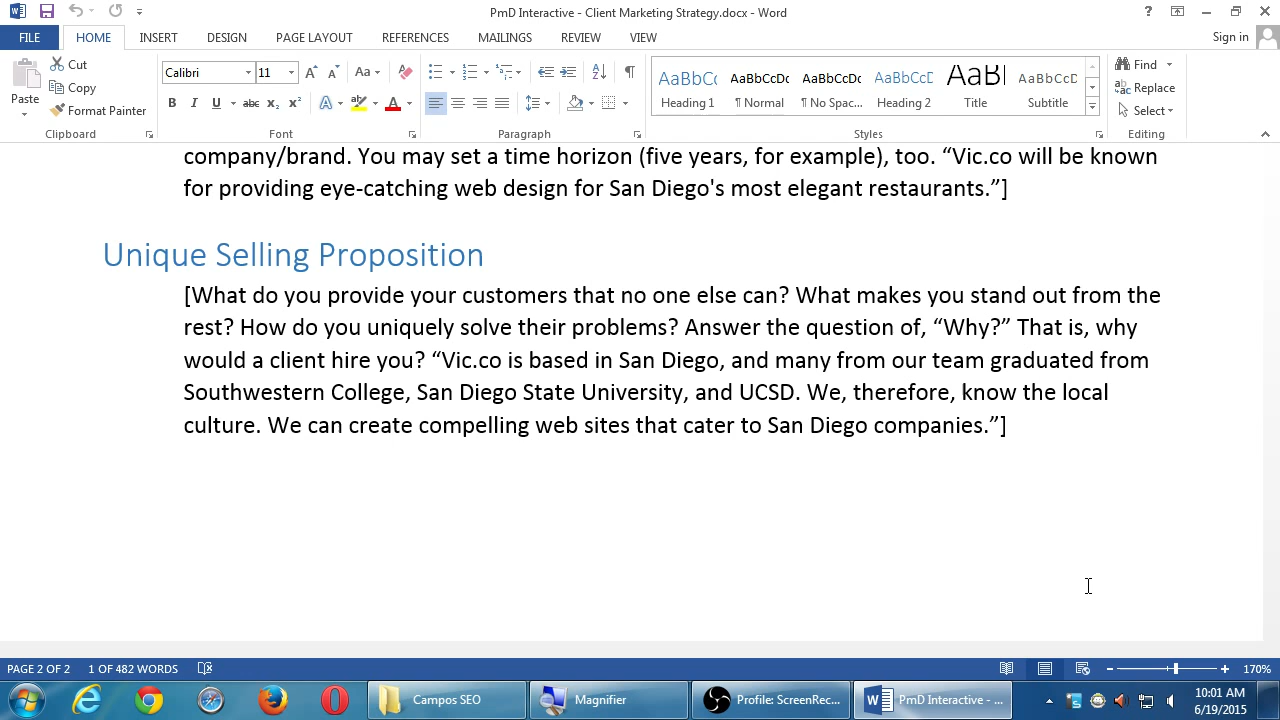 PmD Interactive - Client Marketing Strategy.docx - Word
FILE HOME INSERT DESIGN PAGE LAYOUT REFERENCES MAILINGS REVIEW VIEW Sign in
Paste
Cut
Copy
Format Painter
Clipboard
Calibri 11
Font
Paragraph
AaBbCc AaBbCcDc AaBbCcDc AaBbCcD AaB AaBbCcD
Heading 1 ¶ Normal ¶ No Spac... Heading 2 Title Subtitle
Styles
Find
Replace
Select
Editing
company/brand. You may set a time horizon (five years, for example), too. “Vic.co will be known
for providing eye-catching web design for San Diego's most elegant restaurants.”]
Unique Selling Proposition
[What do you provide your customers that no one else can? What makes you stand out from the
rest? How do you uniquely solve their problems? Answer the question of, “Why?” That is, why
would a client hire you? “Vic.co is based in San Diego, and many from our team graduated from
Southwestern College, San Diego State University, and UCSD. We, therefore, know the local
culture. We can create compelling web sites that cater to San Diego companies.”]
PAGE 2 OF 2 1 OF 482 WORDS 170%
Campos SEO Magnifier Profile: ScreenRec... PmD Interactive - ... 10:01 AM
6/19/2015